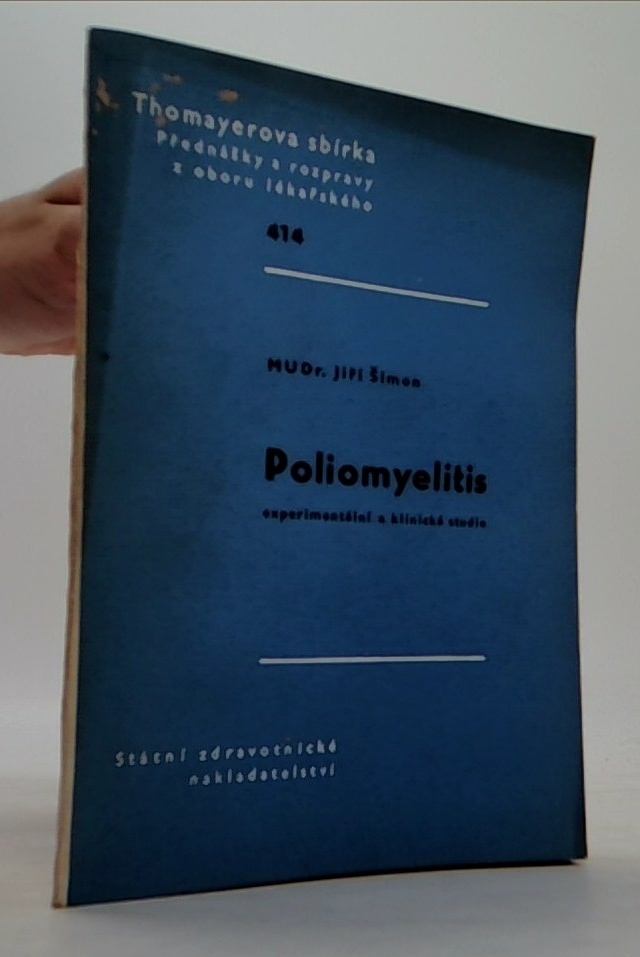 Thomayerova sbírka
Přednášky a rozpravy
z oboru lékařského
414
MUDr. Jiří Šimon
Poliomyelitis
experimentální a klinická studie
Státní zdravotnické
nakladatelství